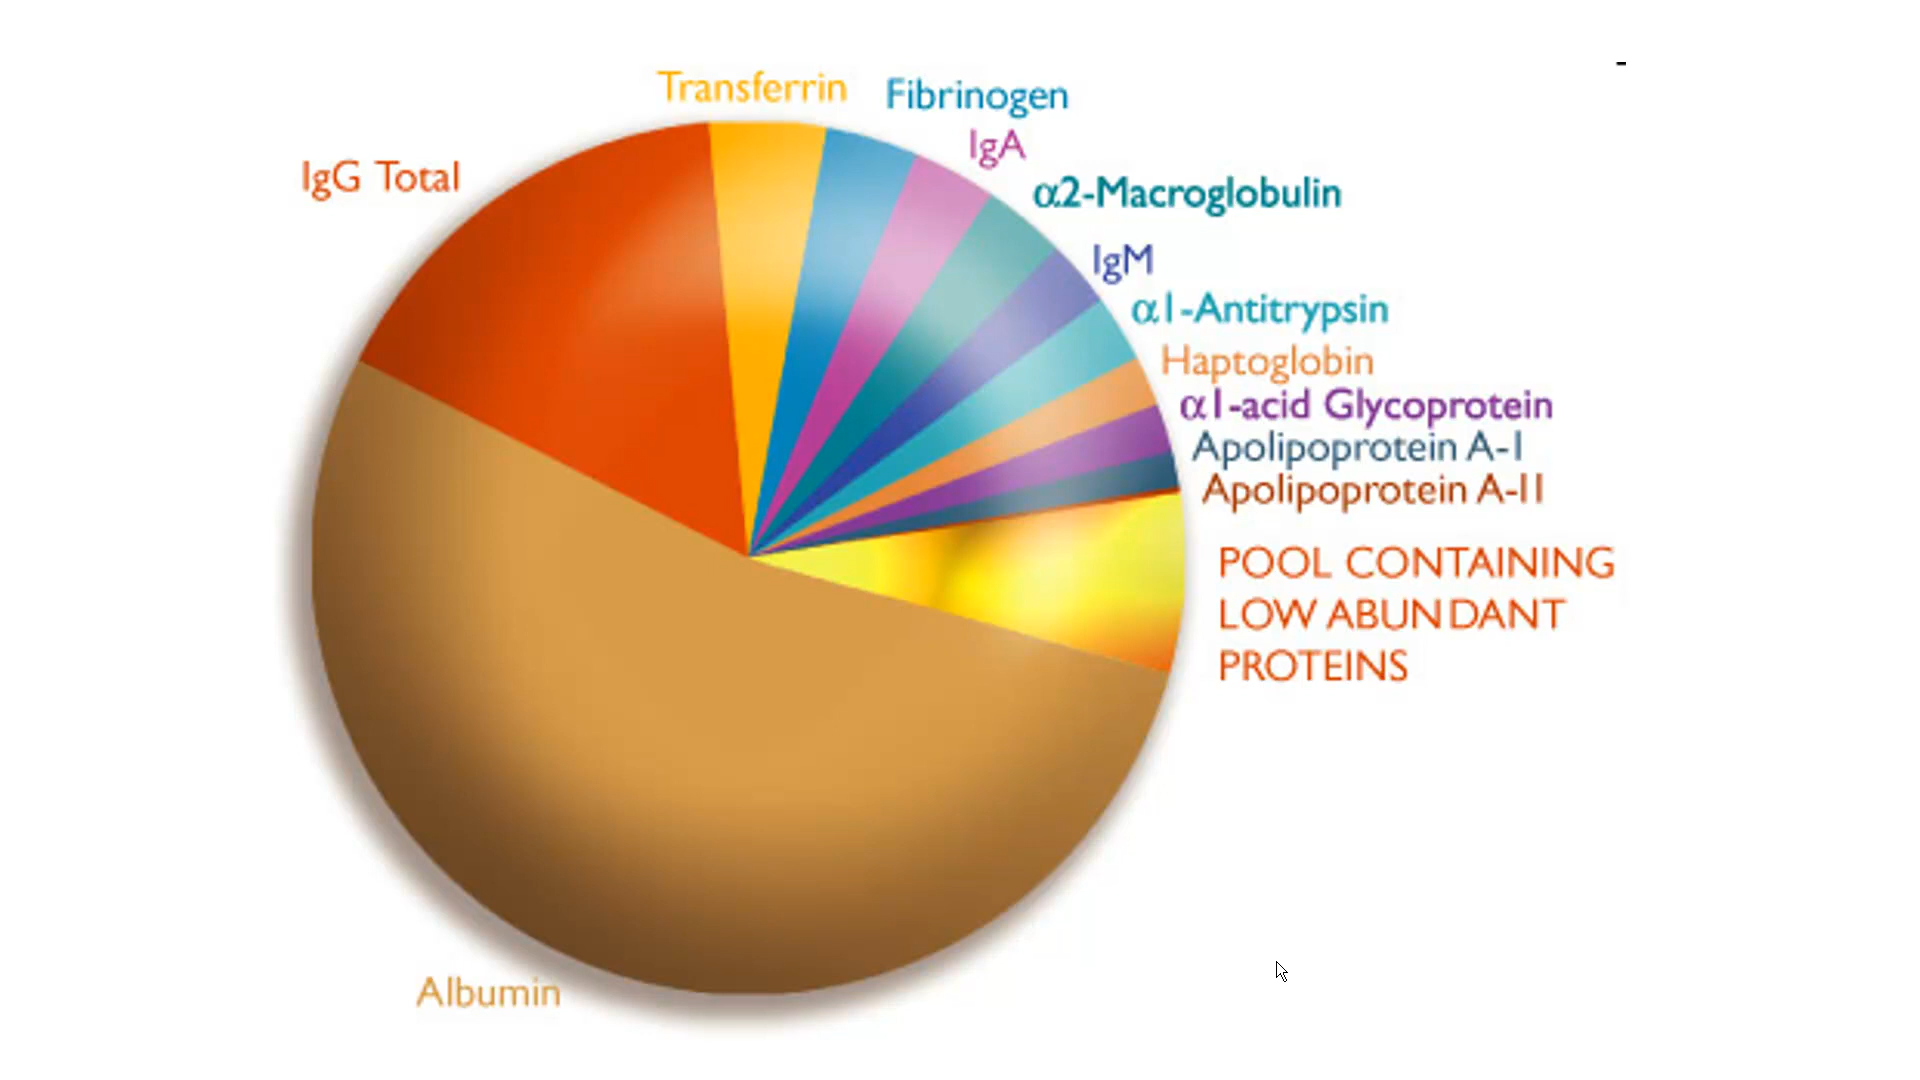 Transferrin
Fibrinogen
IgA
IgG Total
α2-Macroglobulin
IgM
α1-Antitrypsin
Haptoglobin
α1-acid Glycoprotein
Apolipoprotein A-I
Apolipoprotein A-II
POOL CONTAINING
LOW ABUNDANT
PROTEINS
Albumin